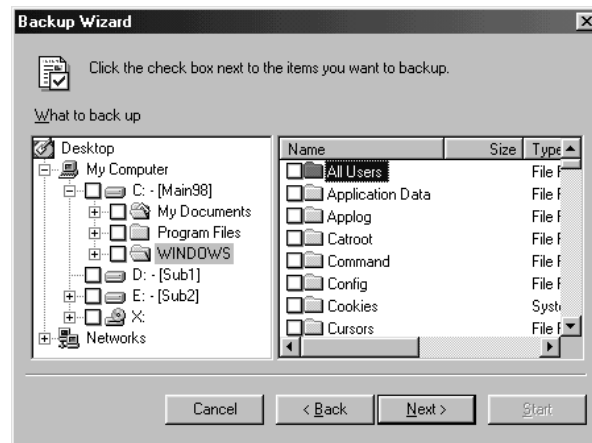 Backup Wizard
Click the check box next to the items you want to backup.
What to back up
Desktop
My Computer
C: - [Main98]
My Documents
Program Files
WINDOWS
D: - [Sub1]
E: - [Sub2]
X:
Networks
Name Size Type
All Users File F
Application Data File F
Applog File F
Catroot File F
Command File F
Config File F
Cookies Syst
Cursors File F
Cancel < Back Next > Start